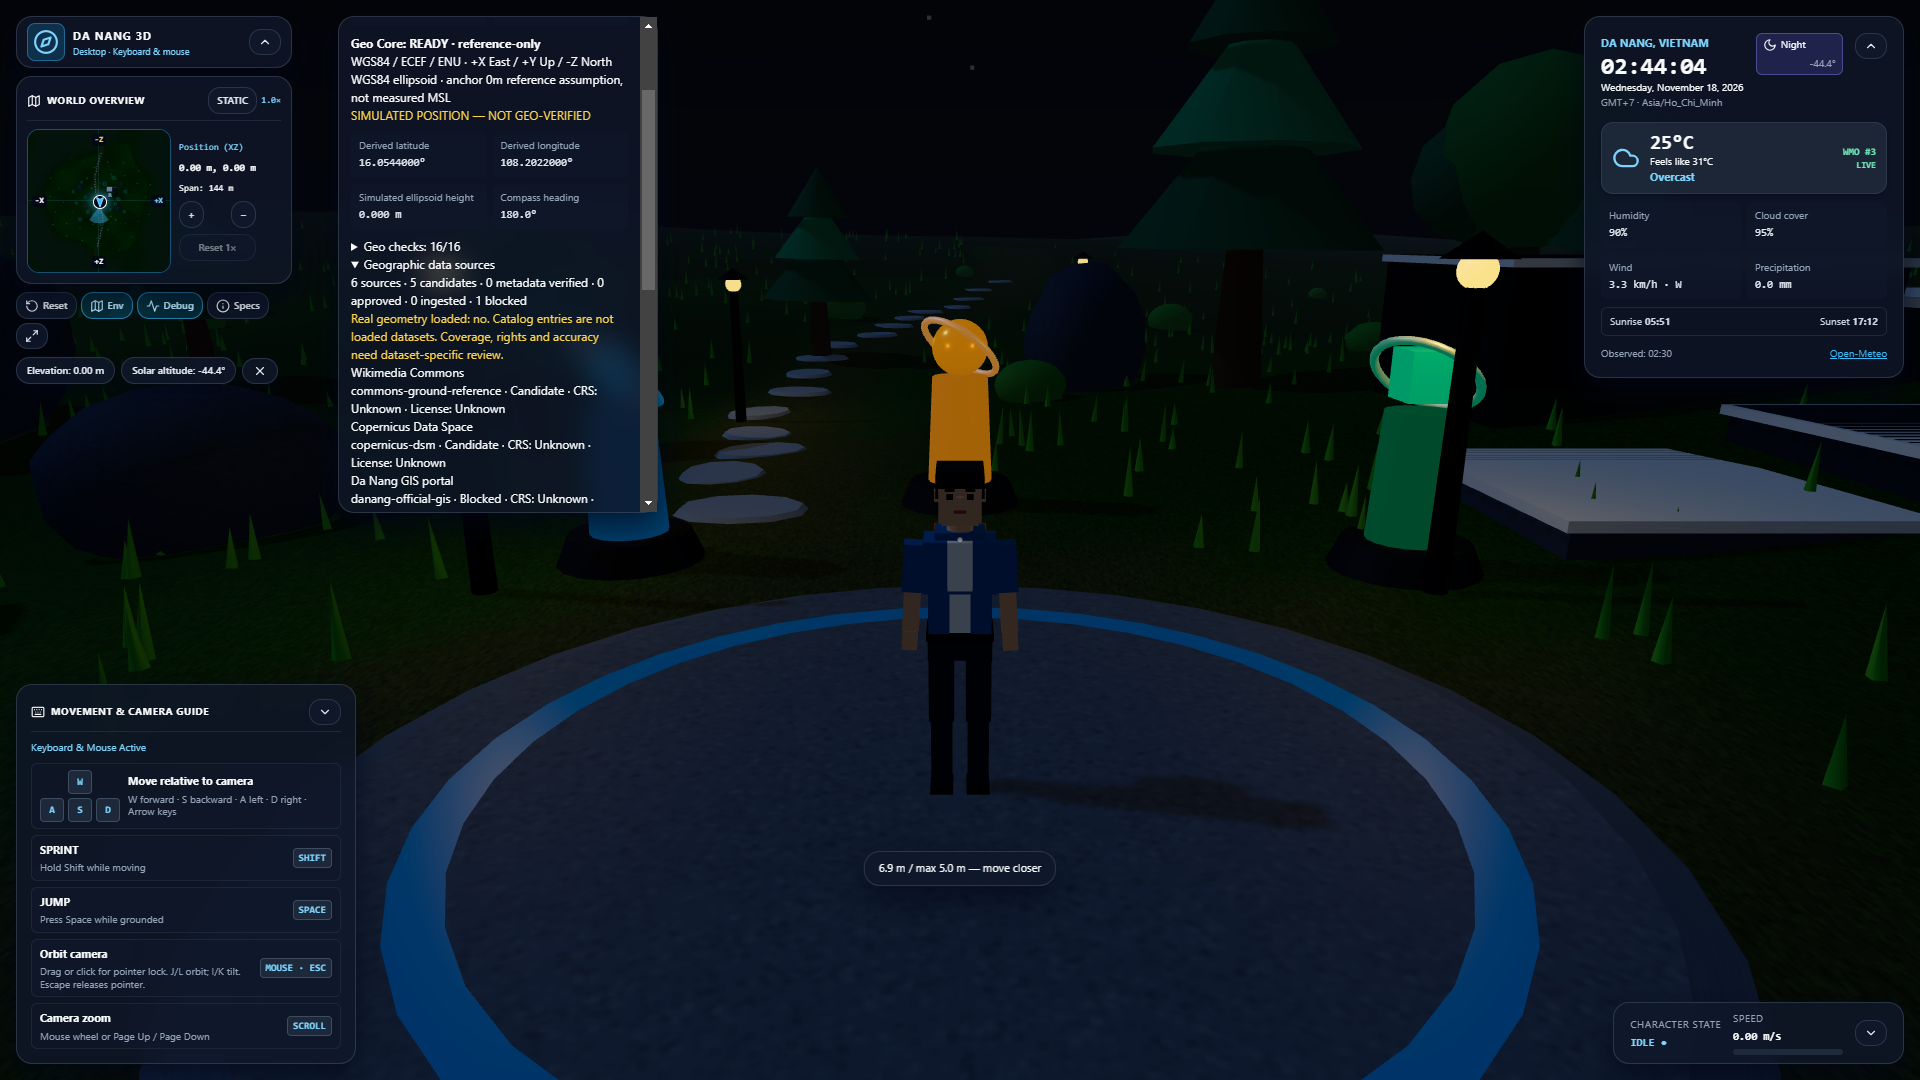 DA NANG 3D
Desktop · Keyboard & mouse
WORLD OVERVIEW
STATIC
1.0×
-Z
-X
+X
+Z
Position (XZ)
0.00 m, 0.00 m
Span: 144 m
+
−
Reset 1×
Reset
Env
Debug
Specs
Elevation: 0.00 m
Solar altitude: -44.4°
Geo Core: READY · reference-only
WGS84 / ECEF / ENU · +X East / +Y Up / -Z North
WGS84 ellipsoid · anchor 0m reference assumption,
not measured MSL
SIMULATED POSITION — NOT GEO-VERIFIED
Derived latitude
16.0544000°
Derived longitude
108.2022000°
Simulated ellipsoid height
0.000 m
Compass heading
180.0°
Geo checks: 16/16
Geographic data sources
6 sources · 5 candidates · 0 metadata verified · 0
approved · 0 ingested · 1 blocked
Real geometry loaded: no. Catalog entries are not
loaded datasets. Coverage, rights and accuracy
need dataset-specific review.
Wikimedia Commons
commons-ground-reference · Candidate · CRS:
Unknown · License: Unknown
Copernicus Data Space
copernicus-dsm · Candidate · CRS: Unknown ·
License: Unknown
Da Nang GIS portal
danang-official-gis · Blocked · CRS: Unknown ·
DA NANG, VIETNAM
02:44:04
Wednesday, November 18, 2026
GMT+7 · Asia/Ho_Chi_Minh
Night
-44.4°
25°C
Feels like 31°C
Overcast
WMO #3
LIVE
Humidity
90%
Cloud cover
95%
Wind
3.3 km/h · W
Precipitation
0.0 mm
Sunrise 05:51
Sunset 17:12
Observed: 02:30
Open-Meteo
MOVEMENT & CAMERA GUIDE
Keyboard & Mouse Active
W
A
S
D
Move relative to camera
W forward · S backward · A left · D right ·
Arrow keys
SPRINT
Hold Shift while moving
SHIFT
JUMP
Press Space while grounded
SPACE
Orbit camera
Drag or click for pointer lock. J/L orbit; I/K tilt.
Escape releases pointer.
MOUSE · ESC
Camera zoom
Mouse wheel or Page Up / Page Down
SCROLL
6.9 m / max 5.0 m — move closer
CHARACTER STATE
IDLE
SPEED
0.00 m/s